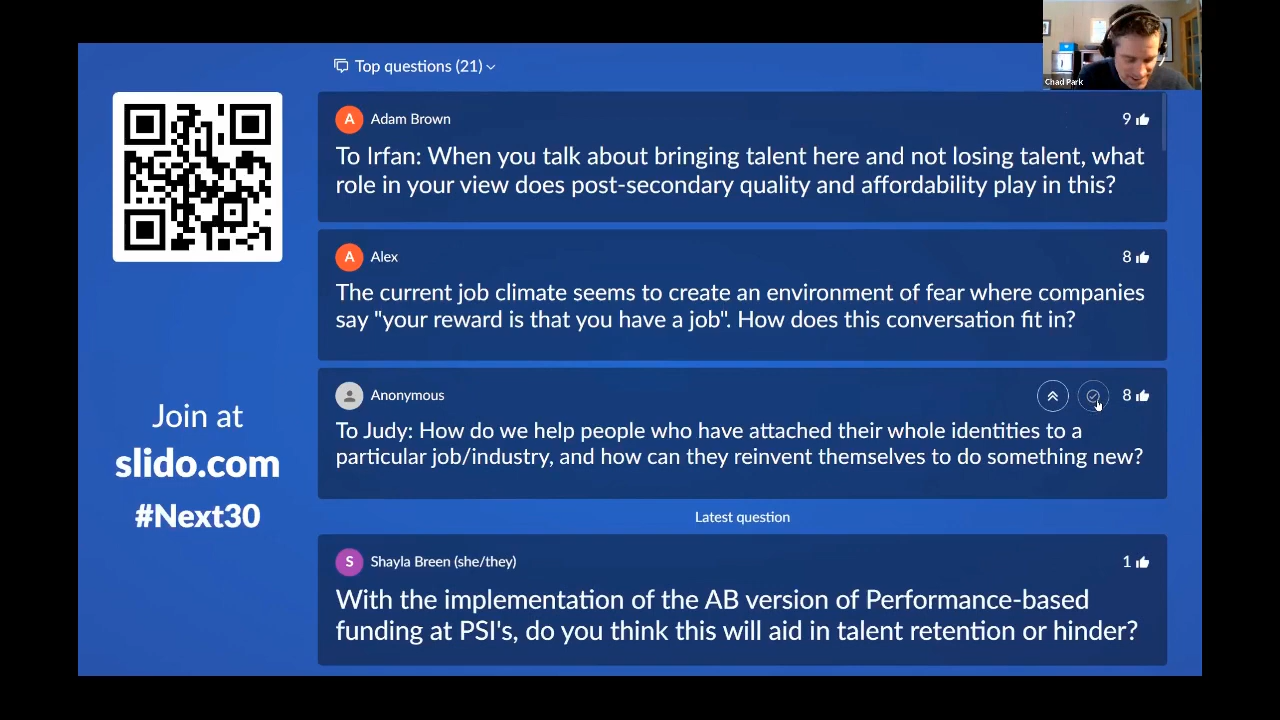 Top questions (21)
Chad Park
A Adam Brown 9
To Irfan: When you talk about bringing talent here and not losing talent, what
role in your view does post-secondary quality and affordability play in this?
A Alex 8
The current job climate seems to create an environment of fear where companies
say "your reward is that you have a job". How does this conversation fit in?
Anonymous 8
To Judy: How do we help people who have attached their whole identities to a
particular job/industry, and how can they reinvent themselves to do something new?
Join at
slido.com
#Next30
Latest question
S Shayla Breen (she/they) 1
With the implementation of the AB version of Performance-based
funding at PSI's, do you think this will aid in talent retention or hinder?